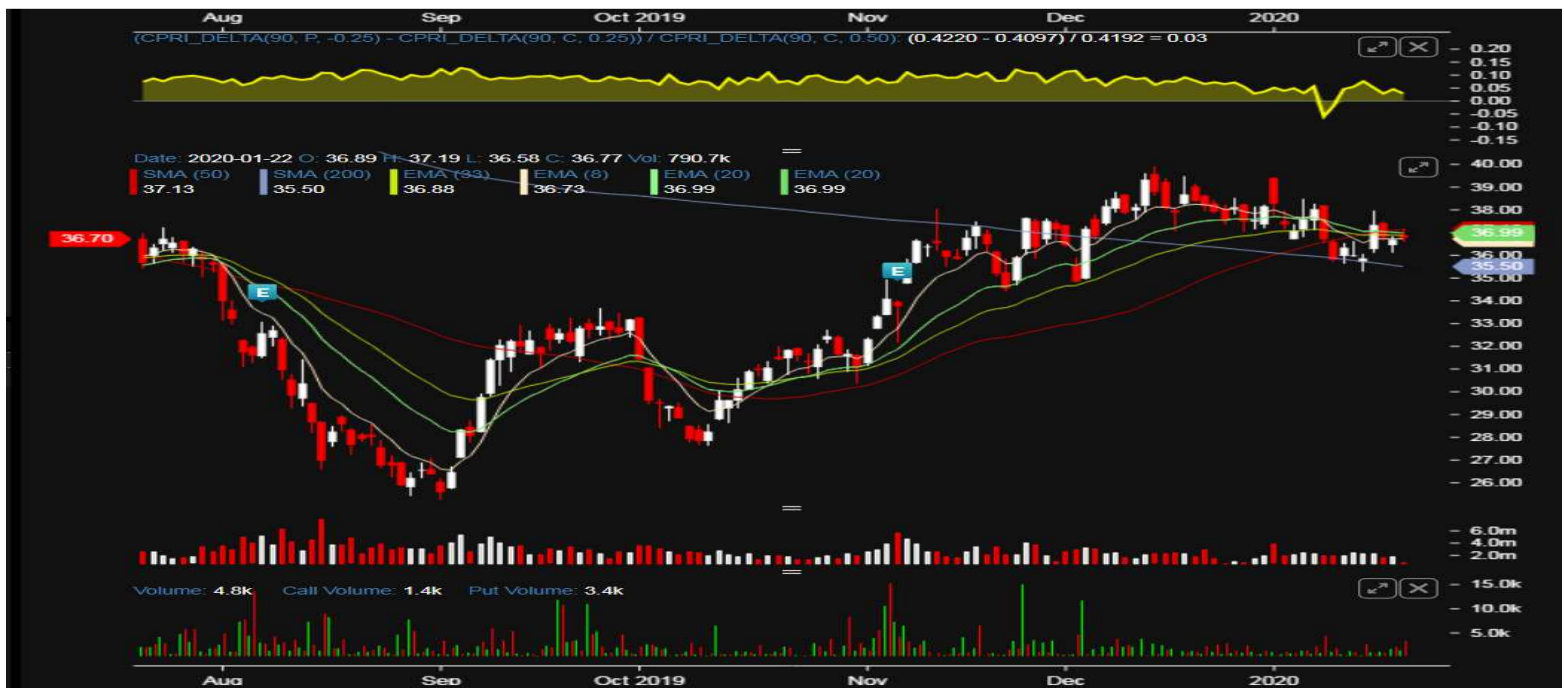 Aug Sep Oct 2019 Nov Dec 2020
(CPRI_DELTA(90, P, -0.25) - CPRI_DELTA(90, C, 0.25)) / CPRI_DELTA(90, C, 0.50): (0.4220 - 0.4097) / 0.4192 = 0.03
0.20
0.15
0.10
0.05
0.00
-0.05
-0.10
-0.15
Date: 2020-01-22 O: 36.89 H: 37.19 L: 36.58 C: 36.77 Vol: 790.7k
SMA (50) SMA (200) EMA (33) EMA (8) EMA (20) EMA (20)
37.13 35.50 36.88 36.73 36.99 36.99
40.00
39.00
38.00
36.70
36.99
36.00
35.50
35.00
E
E
34.00
33.00
32.00
31.00
30.00
29.00
28.00
27.00
26.00
6.0m
4.0m
2.0m
Volume: 4.8k Call Volume: 1.4k Put Volume: 3.4k
15.0k
10.0k
5.0k
Aug Sep Oct 2019 Nov Dec 2020